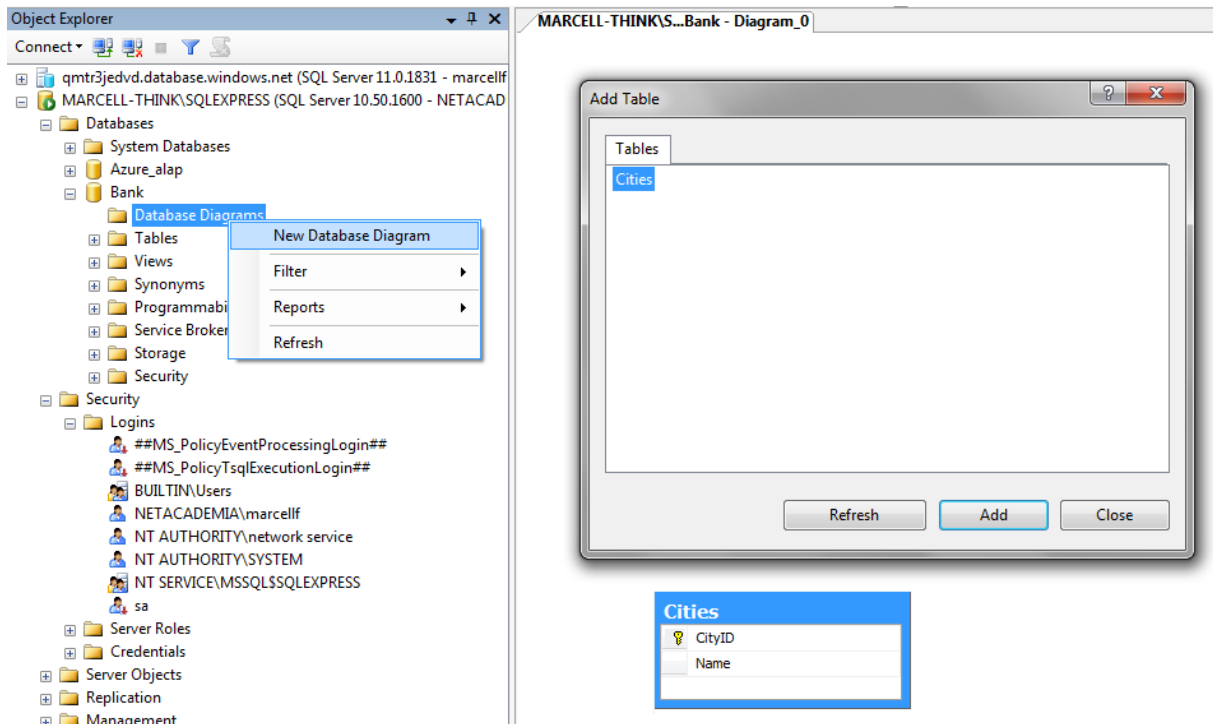 Object Explorer
Connect
qmtr3jedvd.database.windows.net (SQL Server 11.0.1831 - marcellf
MARCELL-THINK\SQLEXPRESS (SQL Server 10.50.1600 - NETACAD
Databases
System Databases
Azure_alap
Bank
Database Diagrams
Tables
Views
Synonyms
Programmabi
Service Broker
Storage
Security
New Database Diagram
Filter
Reports
Refresh
Security
Logins
##MS_PolicyEventProcessingLogin##
##MS_PolicyTsqlExecutionLogin##
BUILTIN\Users
NETACADEMIA\marcellf
NT AUTHORITY\network service
NT AUTHORITY\SYSTEM
NT SERVICE\MSSQL$SQLEXPRESS
sa
Server Roles
Credentials
Server Objects
Replication
Management
MARCELL-THINK\S...Bank - Diagram_0
Add Table
Tables
Cities
Refresh Add Close
Cities
CityID
Name